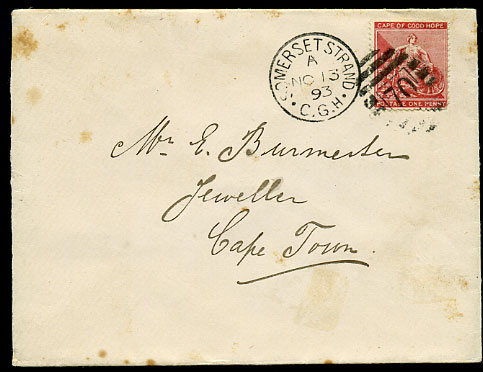 CAPE OF GOOD HOPE
POSTAGE ONE PENNY
SOMERSET STRAND
A
NO 13
93
C.G.H.
Mr E. Burmester
Jeweller
Cape Town.